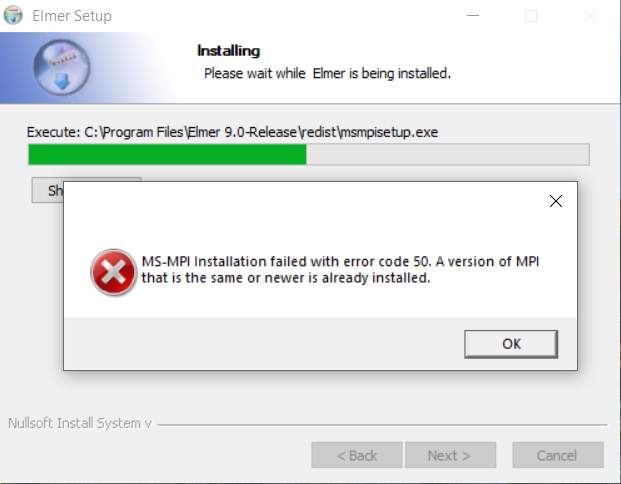 Elmer Setup
Installing
Please wait while Elmer is being installed.
Execute: C:\Program Files\Elmer 9.0-Release\redist\msmpisetup.exe
Sh
MS-MPI Installation failed with error code 50. A version of MPI
that is the same or newer is already installed.
OK
Nullsoft Install System v
< Back
Next >
Cancel